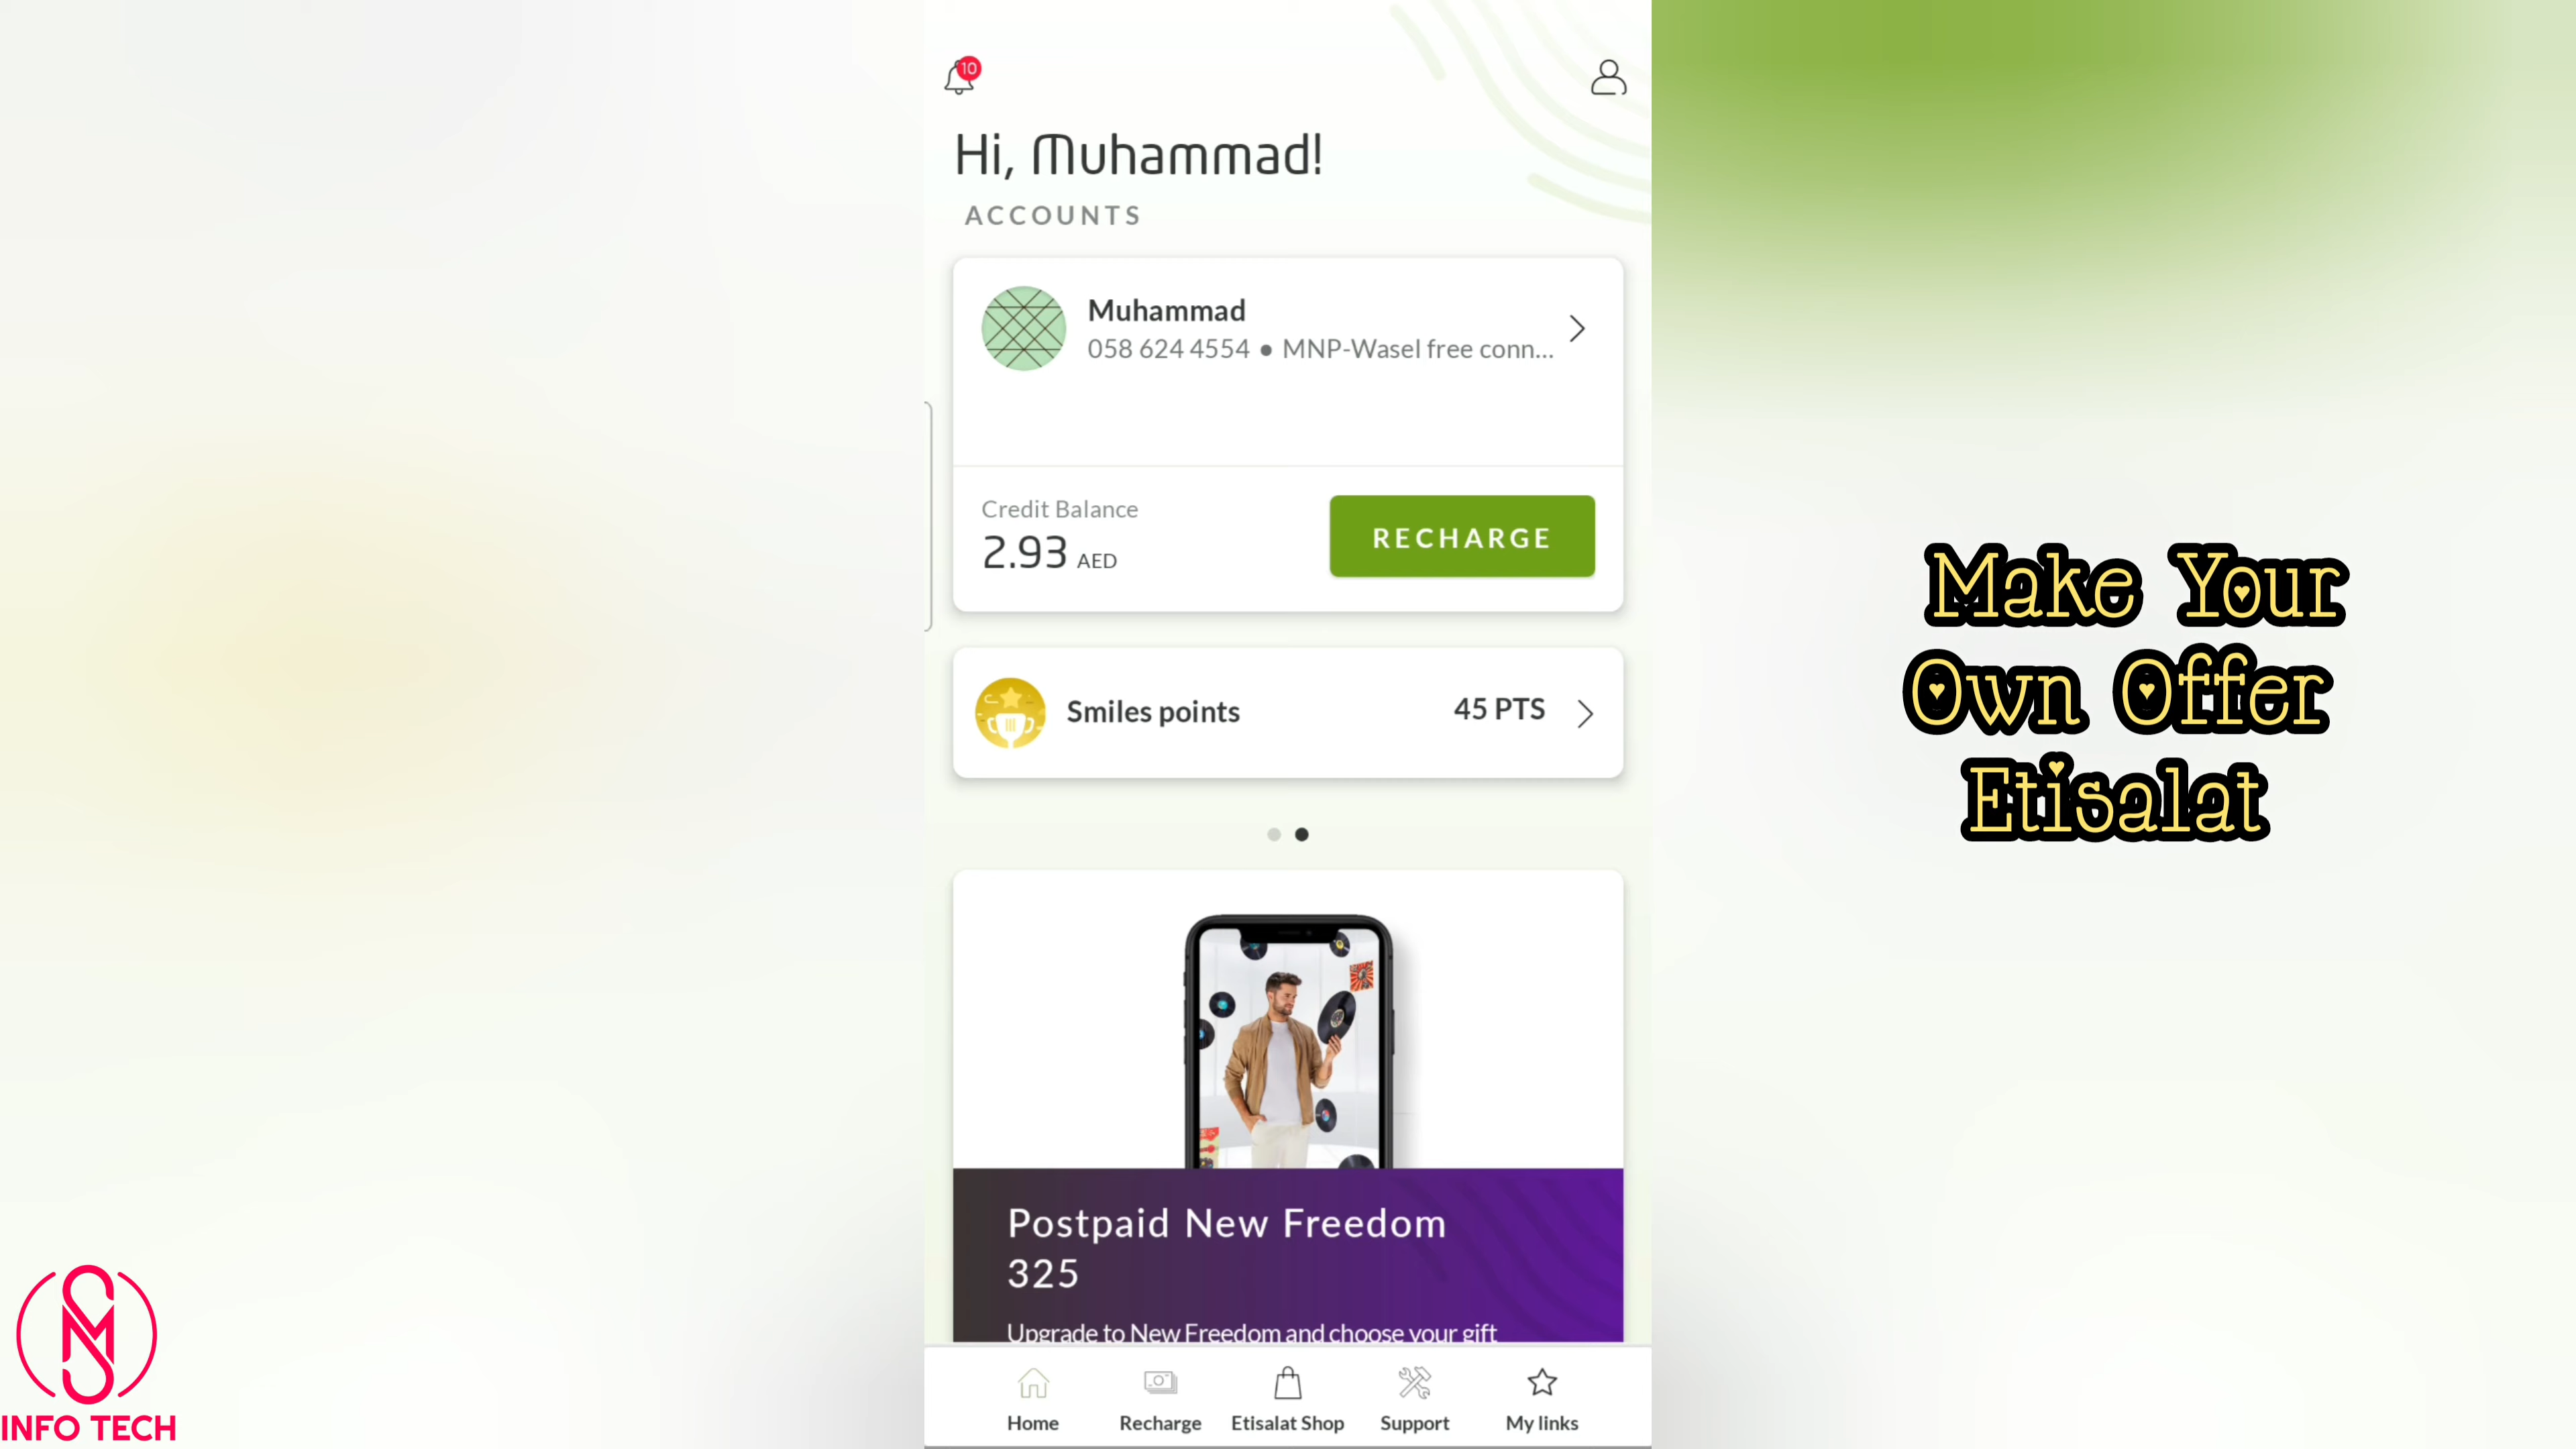 10
Hi, Muhammad!
ACCOUNTS
Muhammad
058 624 4554 • MNP-Wasel free conn...
Credit Balance
2.93 AED
RECHARGE
Smiles points
45 PTS
Postpaid New Freedom
325
Upgrade to New Freedom and choose your gift
Home
Recharge
Etisalat Shop
Support
My links
Make Your
Own Offer
Etisalat
INFO TECH